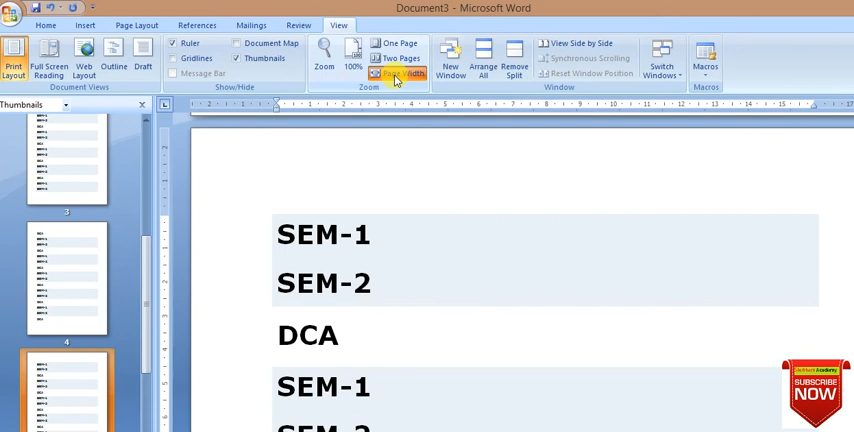 Document3 - Microsoft Word
Home Insert Page Layout References Mailings Review View
Print Layout
Full Screen Reading
Web Layout
Outline
Draft
Document Views
Ruler
Gridlines
Message Bar
Document Map
Thumbnails
Show/Hide
Zoom
100%
One Page
Two Pages
Page Width
Zoom
New Window
Arrange All
Remove Split
View Side by Side
Synchronous Scrolling
Reset Window Position
Window
Switch Windows
Macros
Macros
Thumbnails
3
4
SEM-1
SEM-2
DCA
SEM-1
SEM-2
SUBSCRIBE
NOW